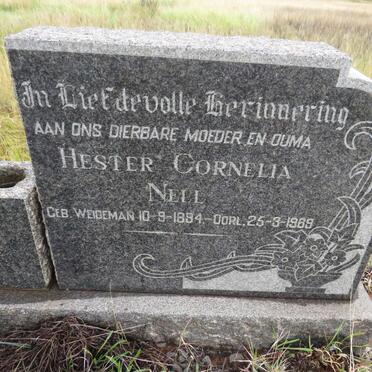 In Liefdevolle Herinnering
AAN ONS DIERBARE MOEDER EN OUMA
HESTER CORNELIA
NELL
GEB. WEIDEMAN 10-9-1894-OORL. 25-3-1969